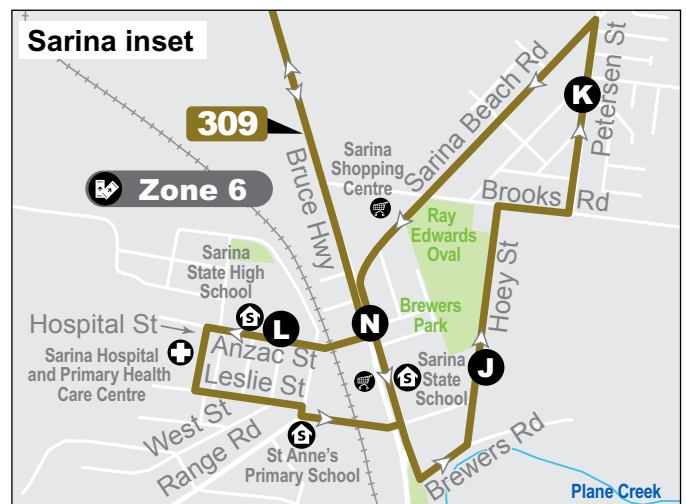 Sarina inset
309
Zone 6
Bruce Hwy
Sarina
Shopping
Centre
Sarina Beach Rd
K
Petersen St
Brooks Rd
Ray
Edwards
Oval
Hoey St
Brewers
Park
Sarina
State High
School
S
L
N
Hospital St
Anzac St
Sarina Hospital
and Primary Health
Care Centre
Leslie St
S
Sarina
State
School
J
West St
Range Rd
S
St Anne's
Primary School
Brewers Rd
Plane Creek